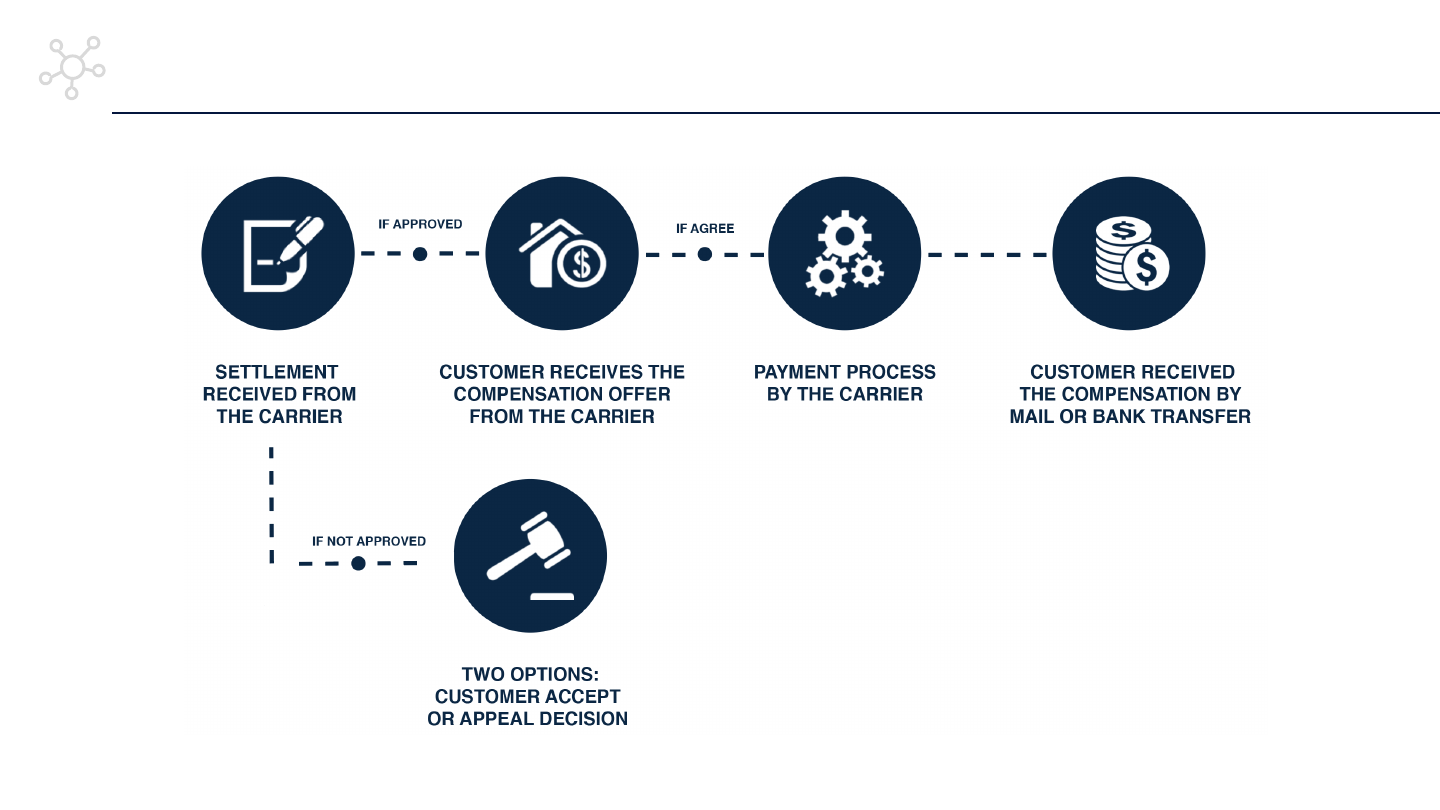 IF APPROVED
IF AGREE
SETTLEMENT
RECEIVED FROM
THE CARRIER
CUSTOMER RECEIVES THE
COMPENSATION OFFER
FROM THE CARRIER
PAYMENT PROCESS
BY THE CARRIER
CUSTOMER RECEIVED
THE COMPENSATION BY
MAIL OR BANK TRANSFER
IF NOT APPROVED
TWO OPTIONS:
CUSTOMER ACCEPT
OR APPEAL DECISION